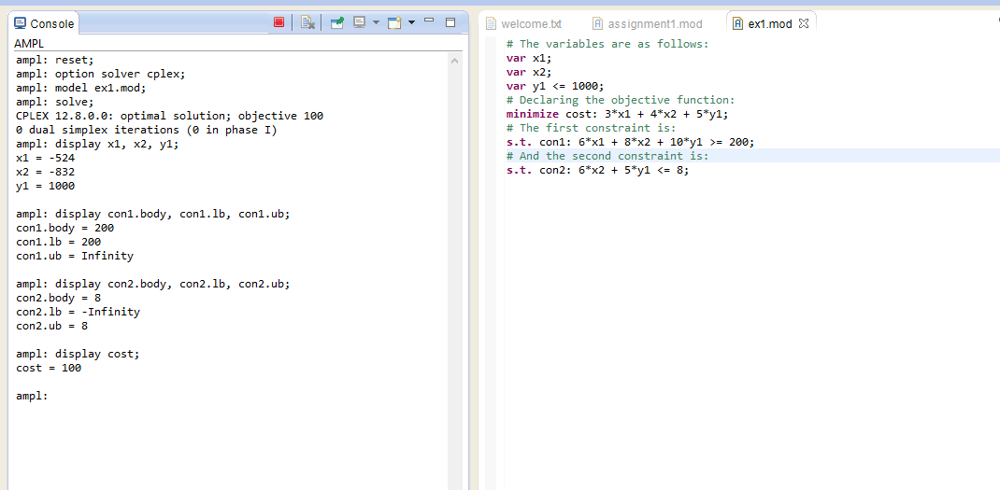 Console
AMPL
ampl: reset;
ampl: option solver cplex;
ampl: model ex1.mod;
ampl: solve;
CPLEX 12.8.0.0: optimal solution; objective 100
0 dual simplex iterations (0 in phase I)
ampl: display x1, x2, y1;
x1 = -524
x2 = -832
y1 = 1000
ampl: display con1.body, con1.lb, con1.ub;
con1.body = 200
con1.lb = 200
con1.ub = Infinity
ampl: display con2.body, con2.lb, con2.ub;
con2.body = 8
con2.lb = -Infinity
con2.ub = 8
ampl: display cost;
cost = 100
ampl:
welcome.txt
assignment1.mod
ex1.mod
# The variables are as follows:
var x1;
var x2;
var y1 <= 1000;
# Declaring the objective function:
minimize cost: 3*x1 + 4*x2 + 5*y1;
# The first constraint is:
s.t. con1: 6*x1 + 8*x2 + 10*y1 >= 200;
# And the second constraint is:
s.t. con2: 6*x2 + 5*y1 <= 8;